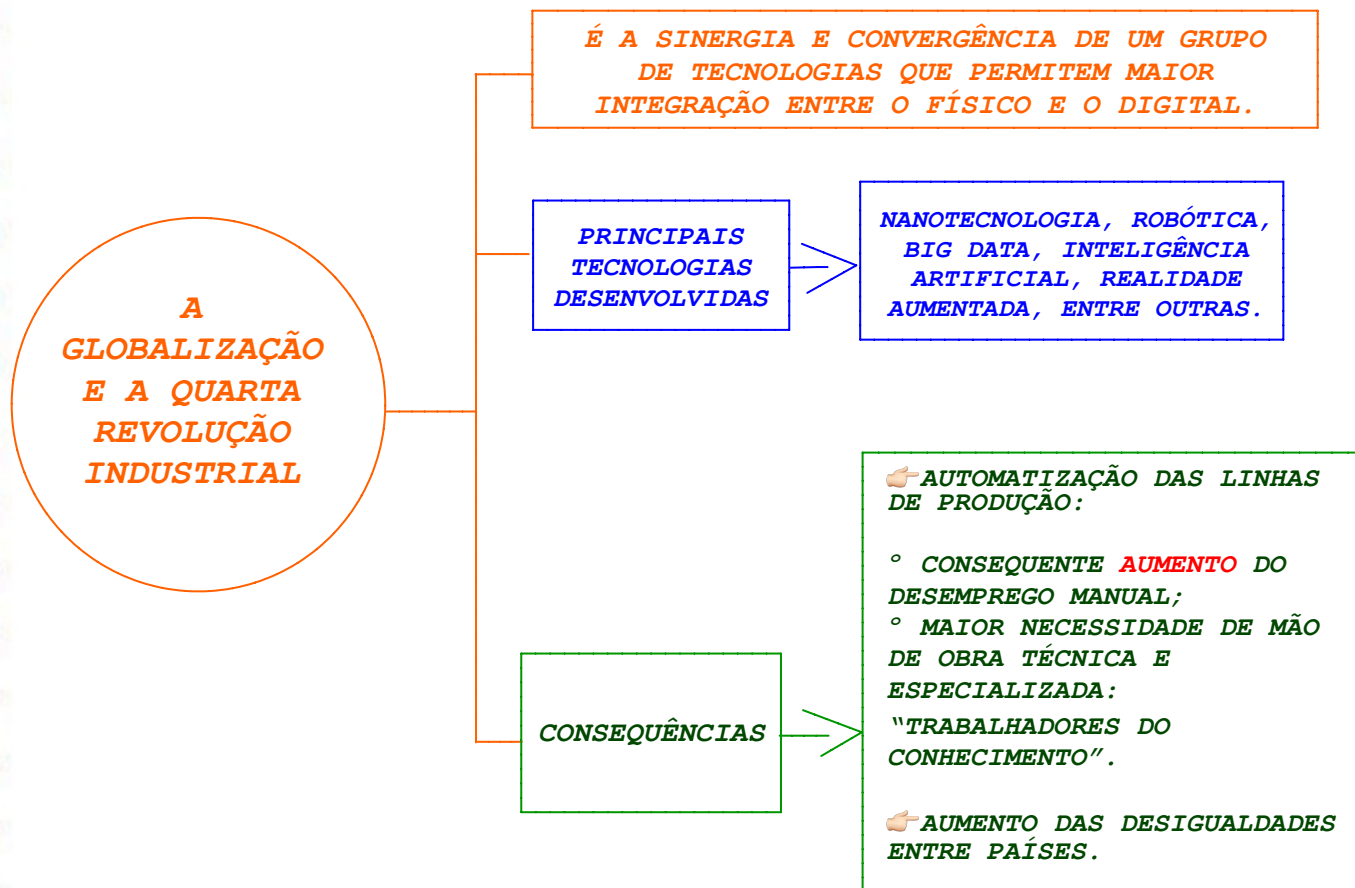 A
GLOBALIZAÇÃO
E A QUARTA
REVOLUÇÃO
INDUSTRIAL
É A SINERGIA E CONVERGÊNCIA DE UM GRUPO
DE TECNOLOGIAS QUE PERMITEM MAIOR
INTEGRAÇÃO ENTRE O FÍSICO E O DIGITAL.
PRINCIPAIS
TECNOLOGIAS
DESENVOLVIDAS
NANOTECNOLOGIA, ROBÓTICA,
BIG DATA, INTELIGÊNCIA
ARTIFICIAL, REALIDADE
AUMENTADA, ENTRE OUTRAS.
CONSEQUÊNCIAS
👉AUTOMATIZAÇÃO DAS LINHAS
DE PRODUÇÃO:
º CONSEQUENTE AUMENTO DO
DESEMPREGO MANUAL;
º MAIOR NECESSIDADE DE MÃO
DE OBRA TÉCNICA E
ESPECIALIZADA:
“TRABALHADORES DO
CONHECIMENTO”.
👉AUMENTO DAS DESIGUALDADES
ENTRE PAÍSES.